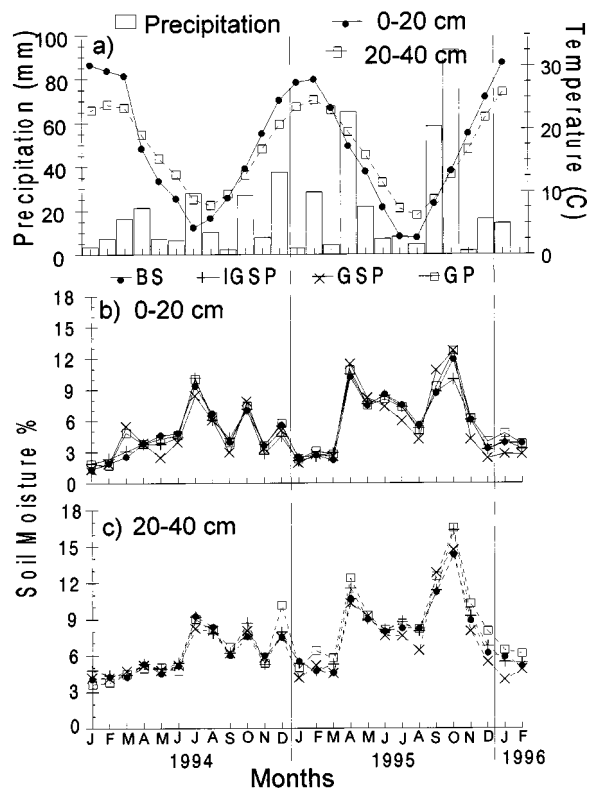 Precipitation
0-20 cm
20-40 cm
a)
Precipitation (mm)
100
80
60
40
20
0
Temperature (C)
30
20
10
0
BS IGSP GSP GP
b) 0-20 cm
18
15
12
9
6
3
0
Soil Moisture %
c) 20-40 cm
18
15
12
9
6
3
0
J F M A M J J A S O N D J F M A M J J A S O N D J F
1994 1995 1996
Months